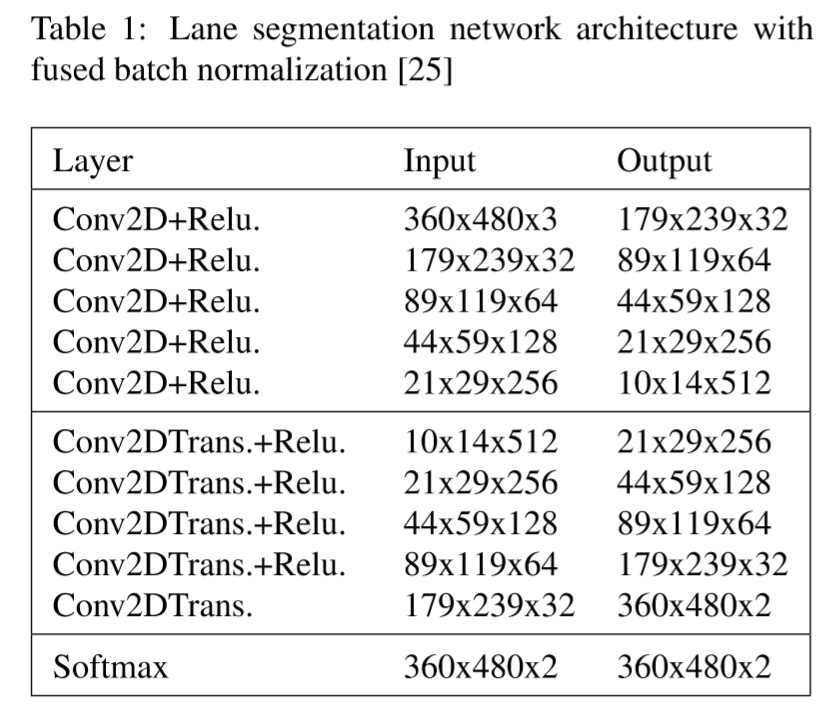 Table 1: Lane segmentation network architecture with
fused batch normalization [25]
Layer Input Output
Conv2D+Relu. 360x480x3 179x239x32
Conv2D+Relu. 179x239x32 89x119x64
Conv2D+Relu. 89x119x64 44x59x128
Conv2D+Relu. 44x59x128 21x29x256
Conv2D+Relu. 21x29x256 10x14x512
Conv2DTrans.+Relu. 10x14x512 21x29x256
Conv2DTrans.+Relu. 21x29x256 44x59x128
Conv2DTrans.+Relu. 44x59x128 89x119x64
Conv2DTrans.+Relu. 89x119x64 179x239x32
Conv2DTrans. 179x239x32 360x480x2
Softmax 360x480x2 360x480x2